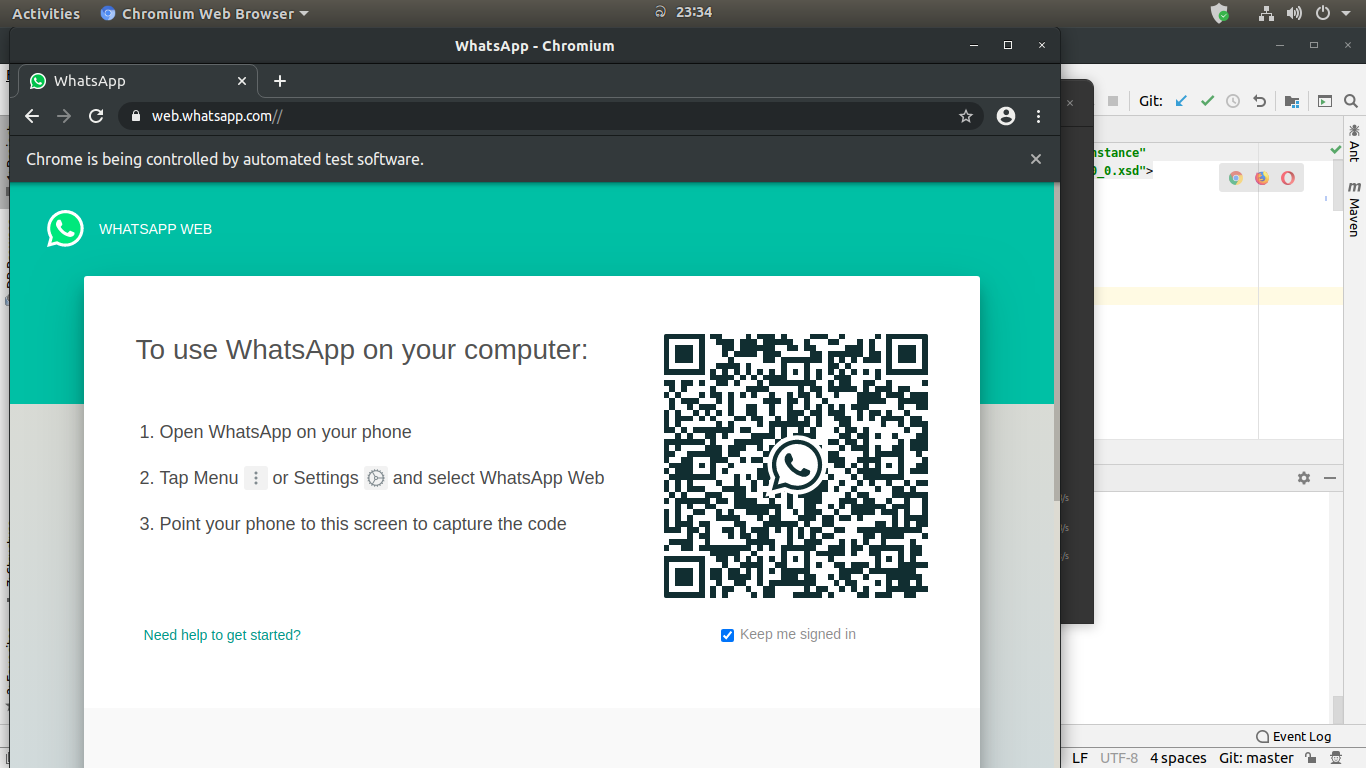 Activities Chromium Web Browser 23:34
WhatsApp - Chromium
WhatsApp
web.whatsapp.com//
Chrome is being controlled by automated test software.
WHATSAPP WEB
To use WhatsApp on your computer:
1. Open WhatsApp on your phone
2. Tap Menu or Settings and select WhatsApp Web
3. Point your phone to this screen to capture the code
Need help to get started?
Keep me signed in
Git:
nstance"
0_0.xsd">
Ant
m Maven
Event Log
LF UTF-8 4 spaces Git: master